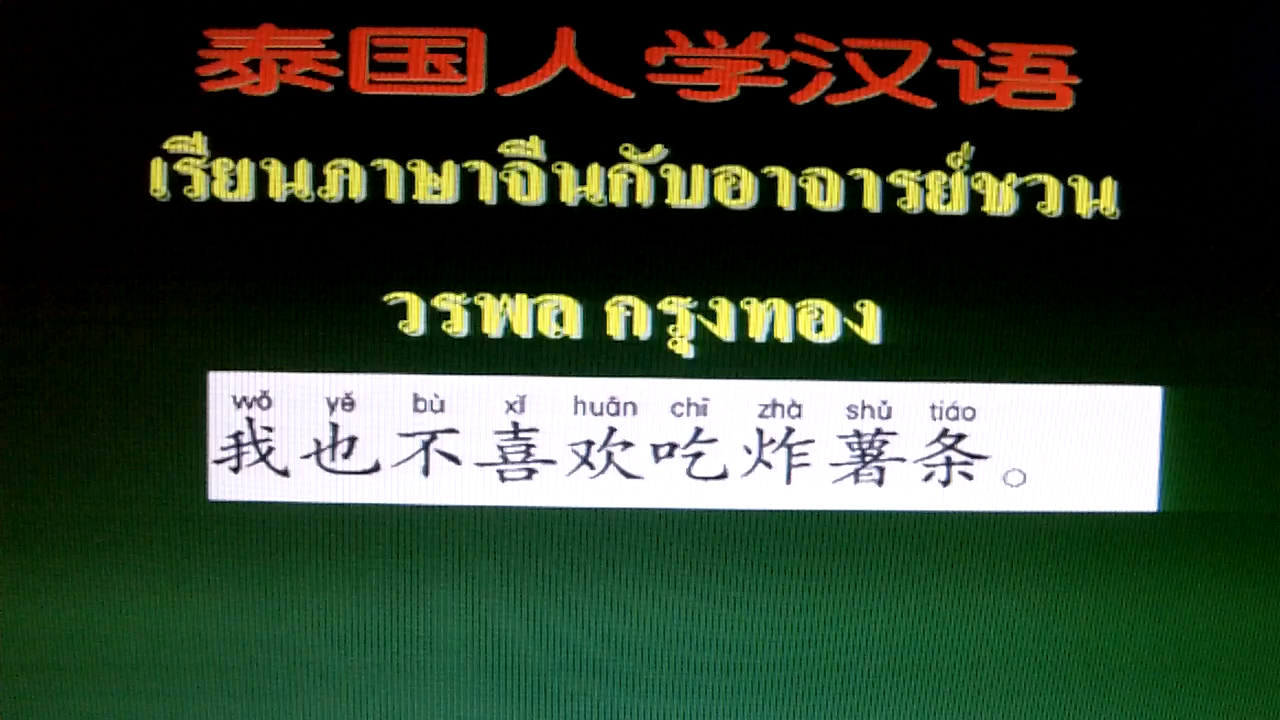 泰国人学汉语
เรียนภาษาจีนกับอาจารย์ชวน
วรพล กรุงทอง
wǒ yě bù xǐ huān chī zhà shǔ tiáo
我也不喜欢吃炸薯条。